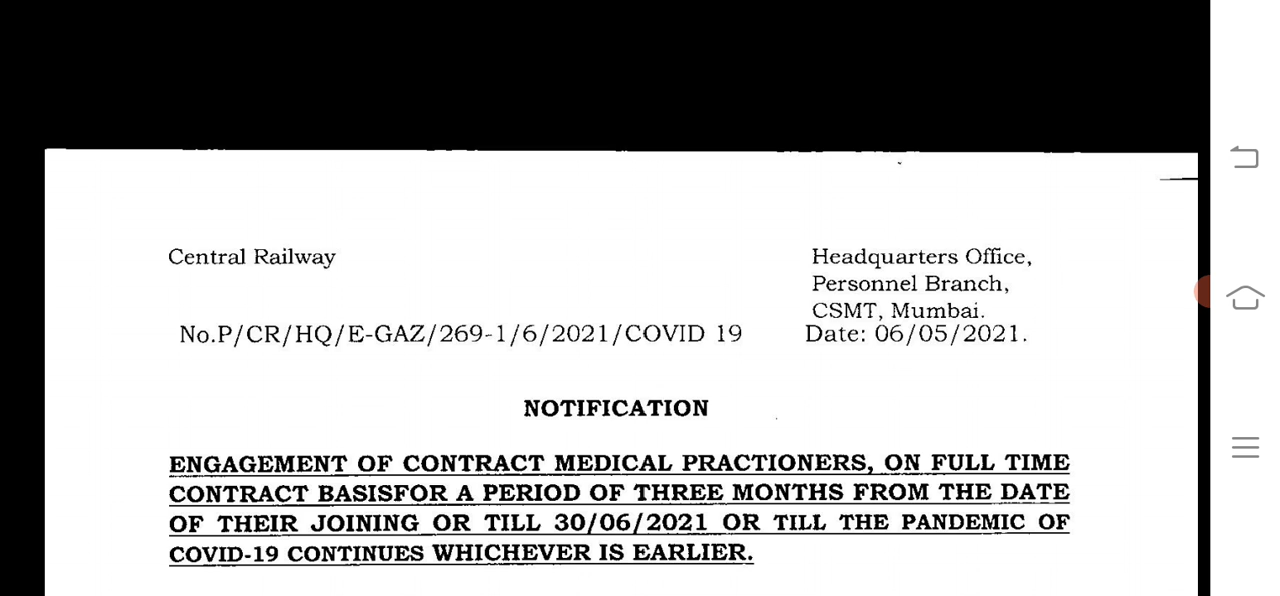 Central Railway
Headquarters Office,
Personnel Branch,
CSMT, Mumbai.
No.P/CR/HQ/E-GAZ/269-1/6/2021/COVID 19
Date: 06/05/2021.
NOTIFICATION
ENGAGEMENT OF CONTRACT MEDICAL PRACTIONERS, ON FULL TIME
CONTRACT BASISFOR A PERIOD OF THREE MONTHS FROM THE DATE
OF THEIR JOINING OR TILL 30/06/2021 OR TILL THE PANDEMIC OF
COVID-19 CONTINUES WHICHEVER IS EARLIER.